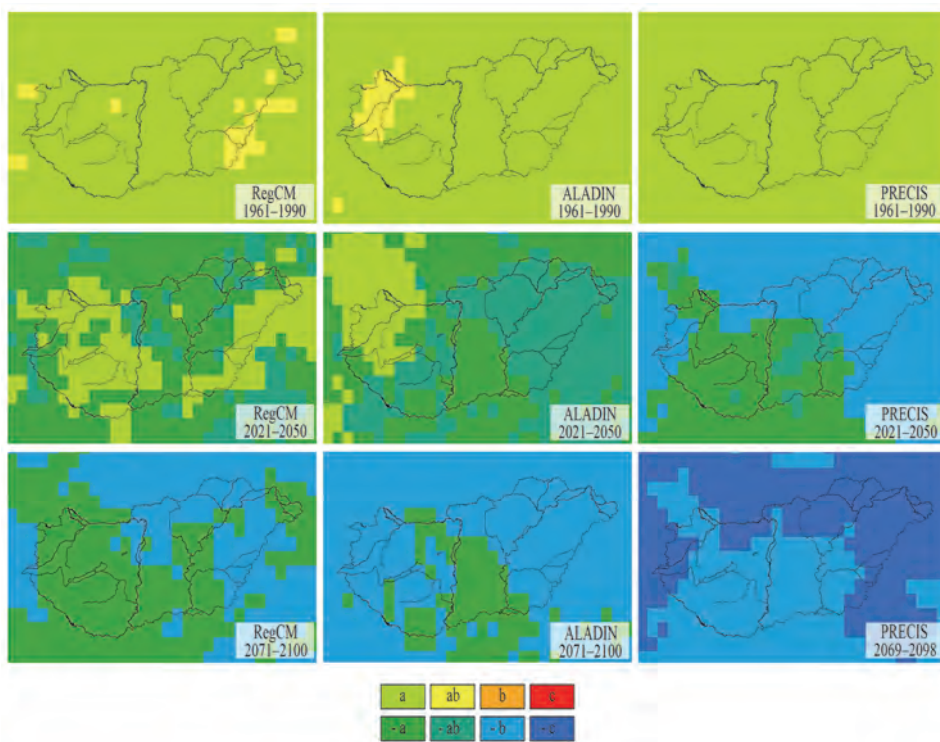 RegCM
1961–1990
ALADIN
1961–1990
PRECIS
1961–1990
RegCM
2021–2050
ALADIN
2021–2050
PRECIS
2021–2050
RegCM
2071–2100
ALADIN
2071–2100
PRECIS
2069–2098
a ab b c
- a - ab - b - c